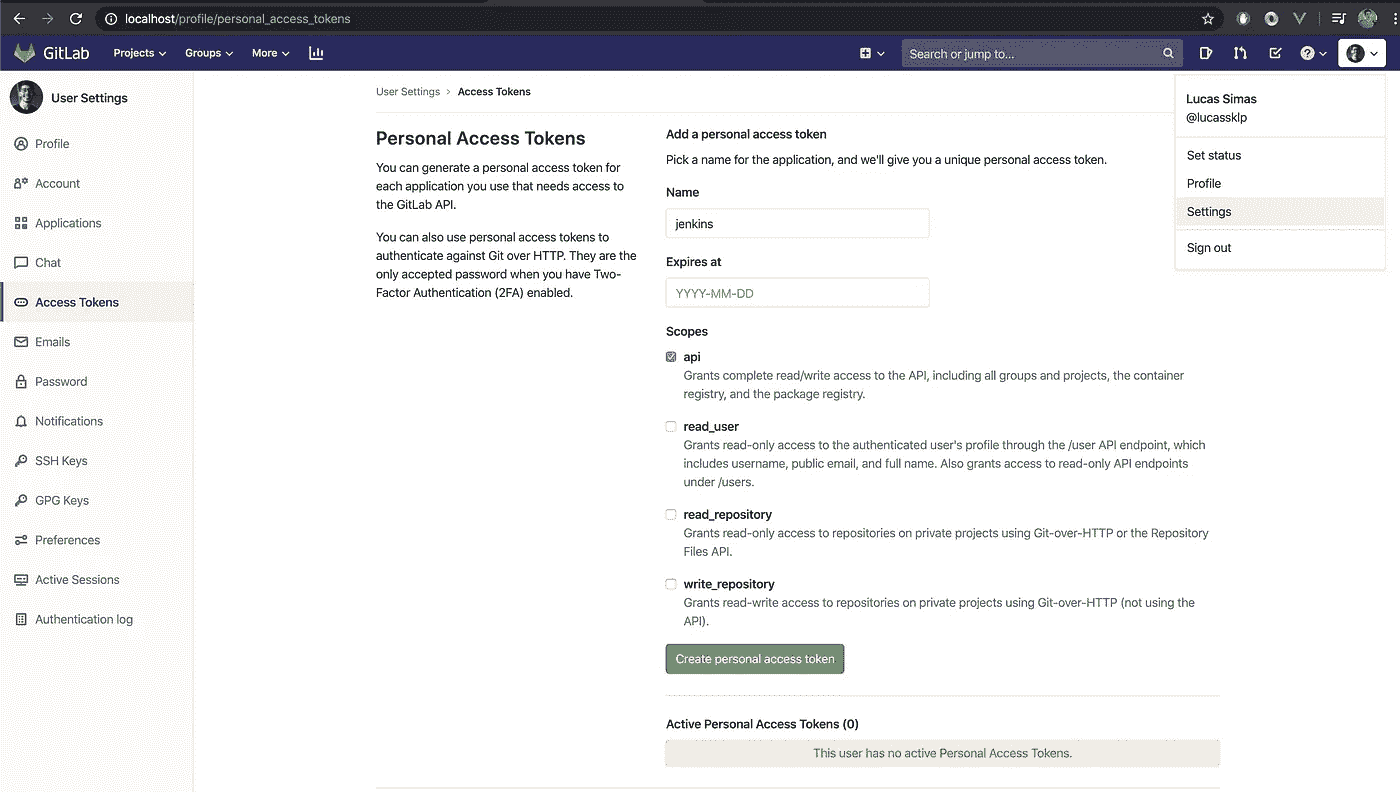 localhost/profile/personal_access_tokens
GitLab
Projects
Groups
More
Search or jump to...
Lucas Simas
@lucassklp
Set status
Profile
Settings
Sign out
User Settings
Profile
Account
Applications
Chat
Access Tokens
Emails
Password
Notifications
SSH Keys
GPG Keys
Preferences
Active Sessions
Authentication log
User Settings > Access Tokens
Personal Access Tokens
You can generate a personal access token for
each application you use that needs access to
the GitLab API.
You can also use personal access tokens to
authenticate against Git over HTTP. They are the
only accepted password when you have Two-
Factor Authentication (2FA) enabled.
Add a personal access token
Pick a name for the application, and we'll give you a unique personal access token.
Name
jenkins
Expires at
YYYY-MM-DD
Scopes
api
Grants complete read/write access to the API, including all groups and projects, the container
registry, and the package registry.
read_user
Grants read-only access to the authenticated user's profile through the /user API endpoint, which
includes username, public email, and full name. Also grants access to read-only API endpoints
under /users.
read_repository
Grants read-only access to repositories on private projects using Git-over-HTTP or the Repository
Files API.
write_repository
Grants read-write access to repositories on private projects using Git-over-HTTP (not using the
API).
Create personal access token
Active Personal Access Tokens (0)
This user has no active Personal Access Tokens.